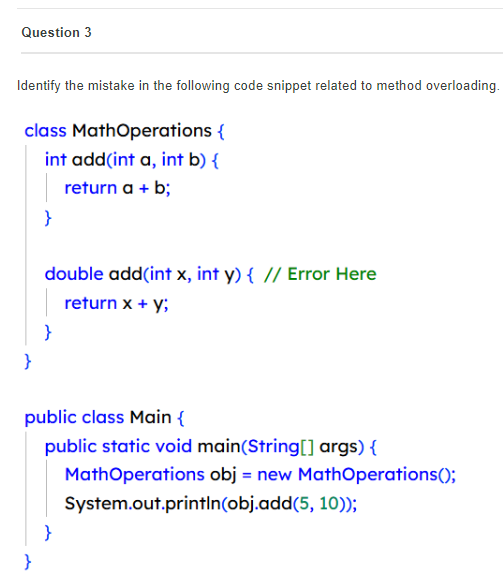 Question 3
Identify the mistake in the following code snippet related to method overloading.
class MathOperations {
int add(int a, int b) {
return a + b;
}
double add(int x, int y) { // Error Here
return x + y;
}
}
public class Main {
public static void main(String[] args) {
MathOperations obj = new MathOperations();
System.out.println(obj.add(5, 10));
}
}